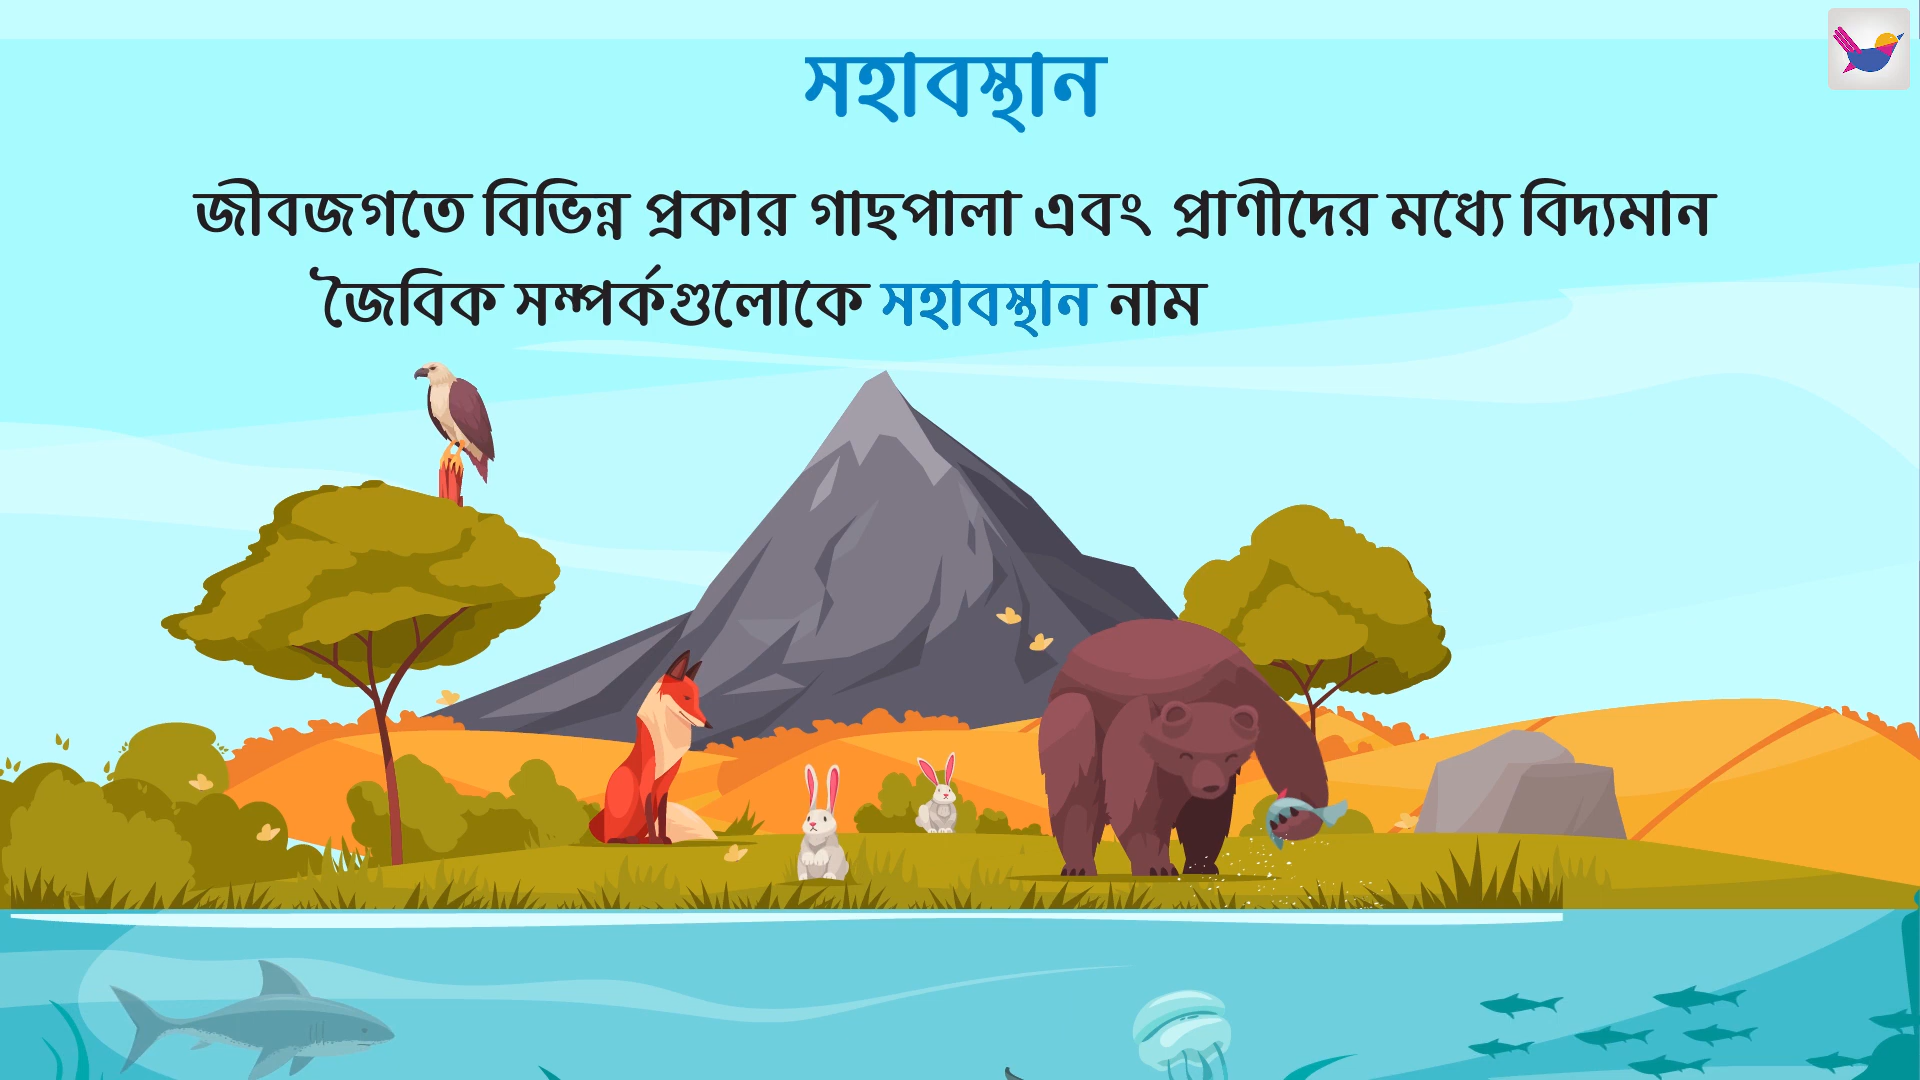 সহাবস্থান
জীবজগতে বিভিন্ন প্রকার গাছপালা এবং প্রাণীদের মধ্যে বিদ্যমান
জৈবিক সম্পর্কগুলোকে সহাবস্থান নাম